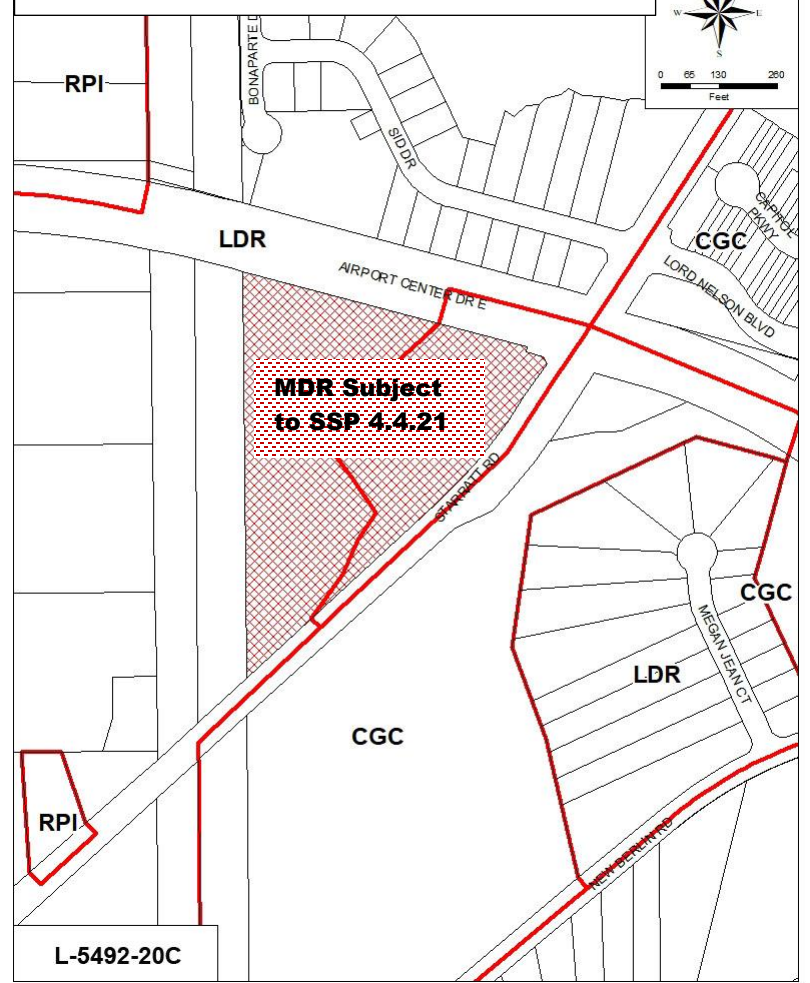 W E
S
0 65 130 260
Feet
RPI
BONAPARTE D
SID DR
CAPITOL
PKWY
CGC
LDR
LORD NELSON BLVD
AIRPORT CENTER DR E
MDR Subject
to SSP 4.4.21
STARRATT RD
CGC
MEGAN JEAN CT
LDR
CGC
RPI
NEW BERLIN RD
L-5492-20C